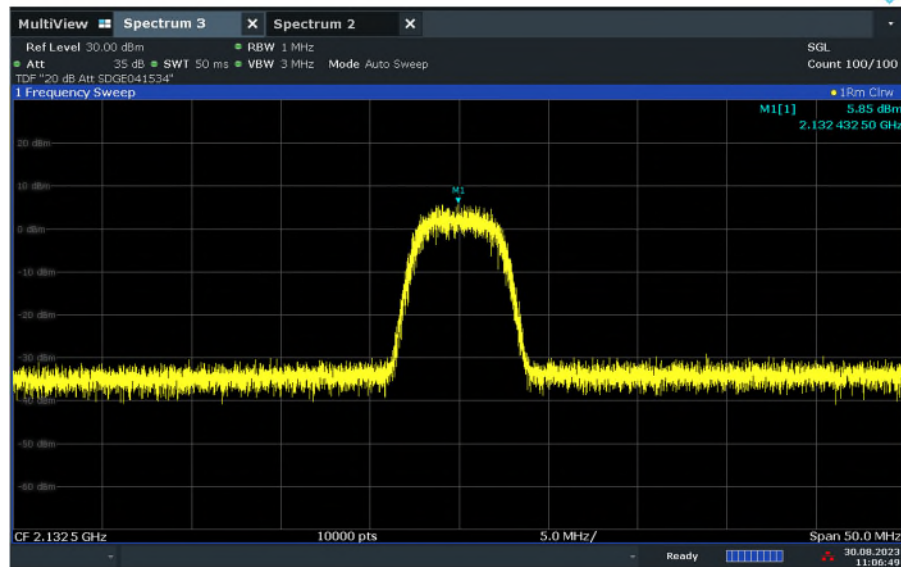 MultiView Spectrum 3 X Spectrum 2 X
Ref Level 30.00 dBm RBW 1 MHz SGL
Att 35 dB SWT 50 ms VBW 3 MHz Mode Auto Sweep Count 100/100
TDF "20 dB Att SDGE041534"
1 Frequency Sweep 1Rm Clrw
M1[1] 5.85 dBm
2.132 432 50 GHz
20 dBm
10 dBm
M1
0 dBm
-10 dBm
-20 dBm
-30 dBm
-40 dBm
-50 dBm
-60 dBm
CF 2.132 5 GHz 10000 pts 5.0 MHz/ Span 50.0 MHz
Ready 30.08.2023
11:06:49